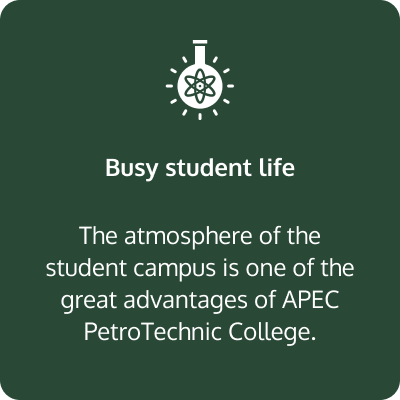 Busy student life
The atmosphere of the
student campus is one of the
great advantages of APEC
PetroTechnic College.